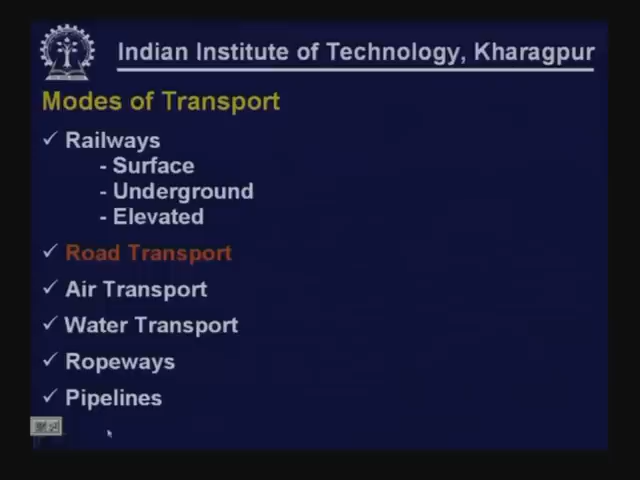 Indian Institute of Technology, Kharagpur
Modes of Transport
✓ Railways
- Surface
- Underground
- Elevated
✓ Road Transport
✓ Air Transport
✓ Water Transport
✓ Ropeways
✓ Pipelines